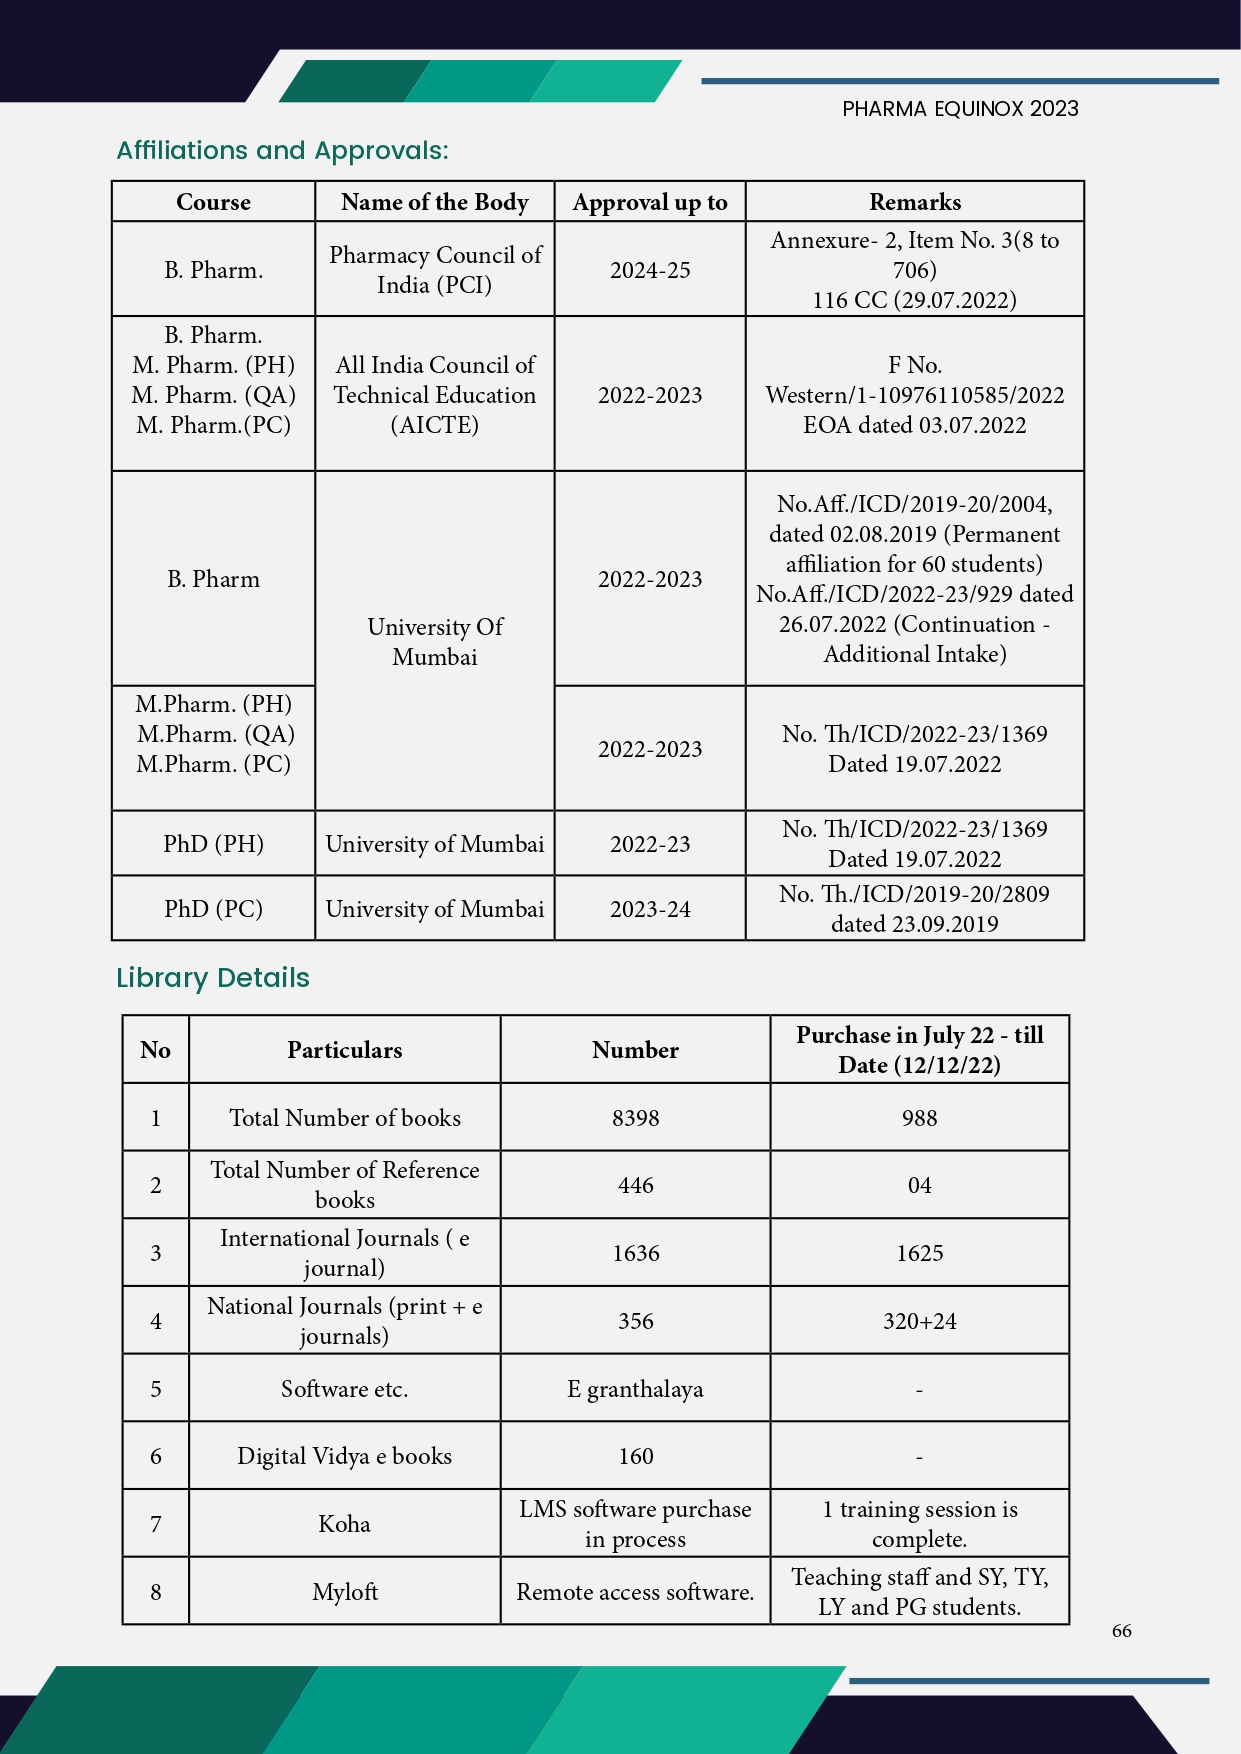 PHARMA EQUINOX 2023
Affiliations and Approvals:
Course Name of the Body Approval up to Remarks
B. Pharm.
Pharmacy Council of
India (PCI)
2024-25
Annexure- 2, Item No. 3(8 to
706)
116 CC (29.07.2022)
B. Pharm.
M. Pharm. (PH)
M. Pharm. (QA)
M. Pharm.(PC)
All India Council of
Technical Education
(AICTE)
2022-2023
F No.
Western/1-10976110585/2022
EOA dated 03.07.2022
B. Pharm
University Of
Mumbai
2022-2023
No.Aff./ICD/2019-20/2004,
dated 02.08.2019 (Permanent
affiliation for 60 students)
No.Aff./ICD/2022-23/929 dated
26.07.2022 (Continuation -
Additional Intake)
M.Pharm. (PH)
M.Pharm. (QA)
M.Pharm. (PC)
2022-2023
No. Th/ICD/2022-23/1369
Dated 19.07.2022
PhD (PH)
University of Mumbai
2022-23
No. Th/ICD/2022-23/1369
Dated 19.07.2022
PhD (PC)
University of Mumbai
2023-24
No. Th./ICD/2019-20/2809
dated 23.09.2019
Library Details
No
Particulars
Number
Purchase in July 22 - till
Date (12/12/22)
1 Total Number of books 8398 988
2
Total Number of Reference
books
446
04
3
International Journals ( e
journal)
1636
1625
4
National Journals (print + e
journals)
356
320+24
5 Software etc. E granthalaya -
6 Digital Vidya e books 160 -
7
Koha
LMS software purchase
in process
1 training session is
complete.
8
Myloft
Remote access software.
Teaching staff and SY, TY,
LY and PG students.
66